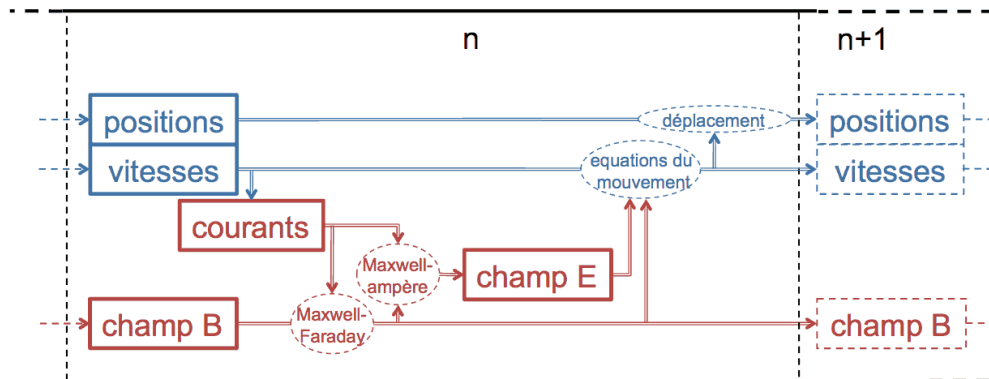 n
n+1
positions
déplacement
positions
vitesses
equations du
mouvement
vitesses
courants
Maxwell-
ampère
champ E
champ B
Maxwell-
Faraday
champ B